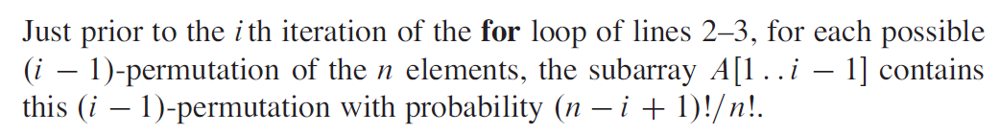 Just prior to the ith iteration of the for loop of lines 2–3, for each possible
(i − 1)-permutation of the n elements, the subarray A[1 . . i − 1] contains
this (i − 1)-permutation with probability (n − i + 1)!/n!.